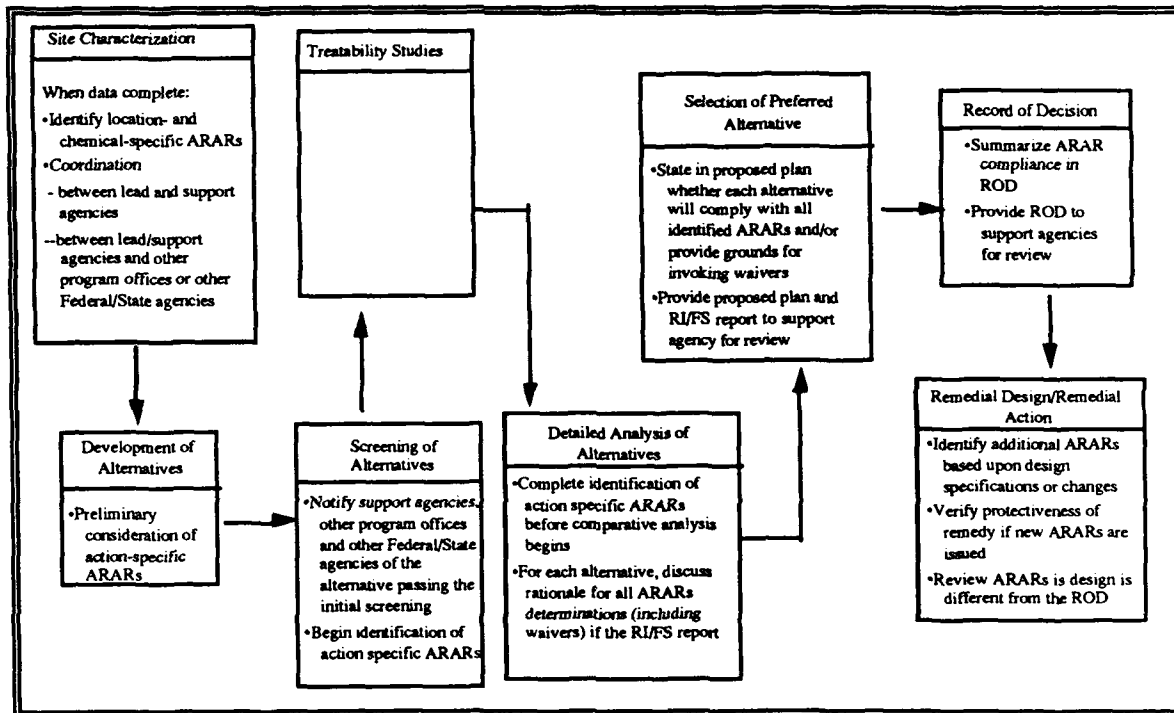 Site Characterization
When data complete:
•Identify location- and
chemical-specific ARARs
•Coordination
- between lead and support
agencies
--between lead/support
agencies and other
program offices or other
Federal/State agencies
Development of
Alternatives
•Preliminary
consideration of
action-specific
ARARs
Treatability Studies
Screening of
Alternatives
•Notify support agencies,
other program offices
and other Federal/State
agencies of the
alternative passing the
initial screening
•Begin identification of
action specific ARARs
Detailed Analysis of
Alternatives
•Complete identification of
action specific ARARs
before comparative analysis
begins
•For each alternative, discuss
rationale for all ARARs
determinations (including
waivers) if the RI/FS report
Selection of Preferred
Alternative
•State in proposed plan
whether each alternative
will comply with all
identified ARARs and/or
provide grounds for
invoking waivers
•Provide proposed plan and
RI/FS report to support
agency for review
Record of Decision
•Summarize ARAR
compliance in
ROD
•Provide ROD to
support agencies
for review
Remedial Design/Remedial
Action
•Identify additional ARARs
based upon design
specifications or changes
•Verify protectiveness of
remedy if new ARARs are
issued
•Review ARARs is design is
different from the ROD